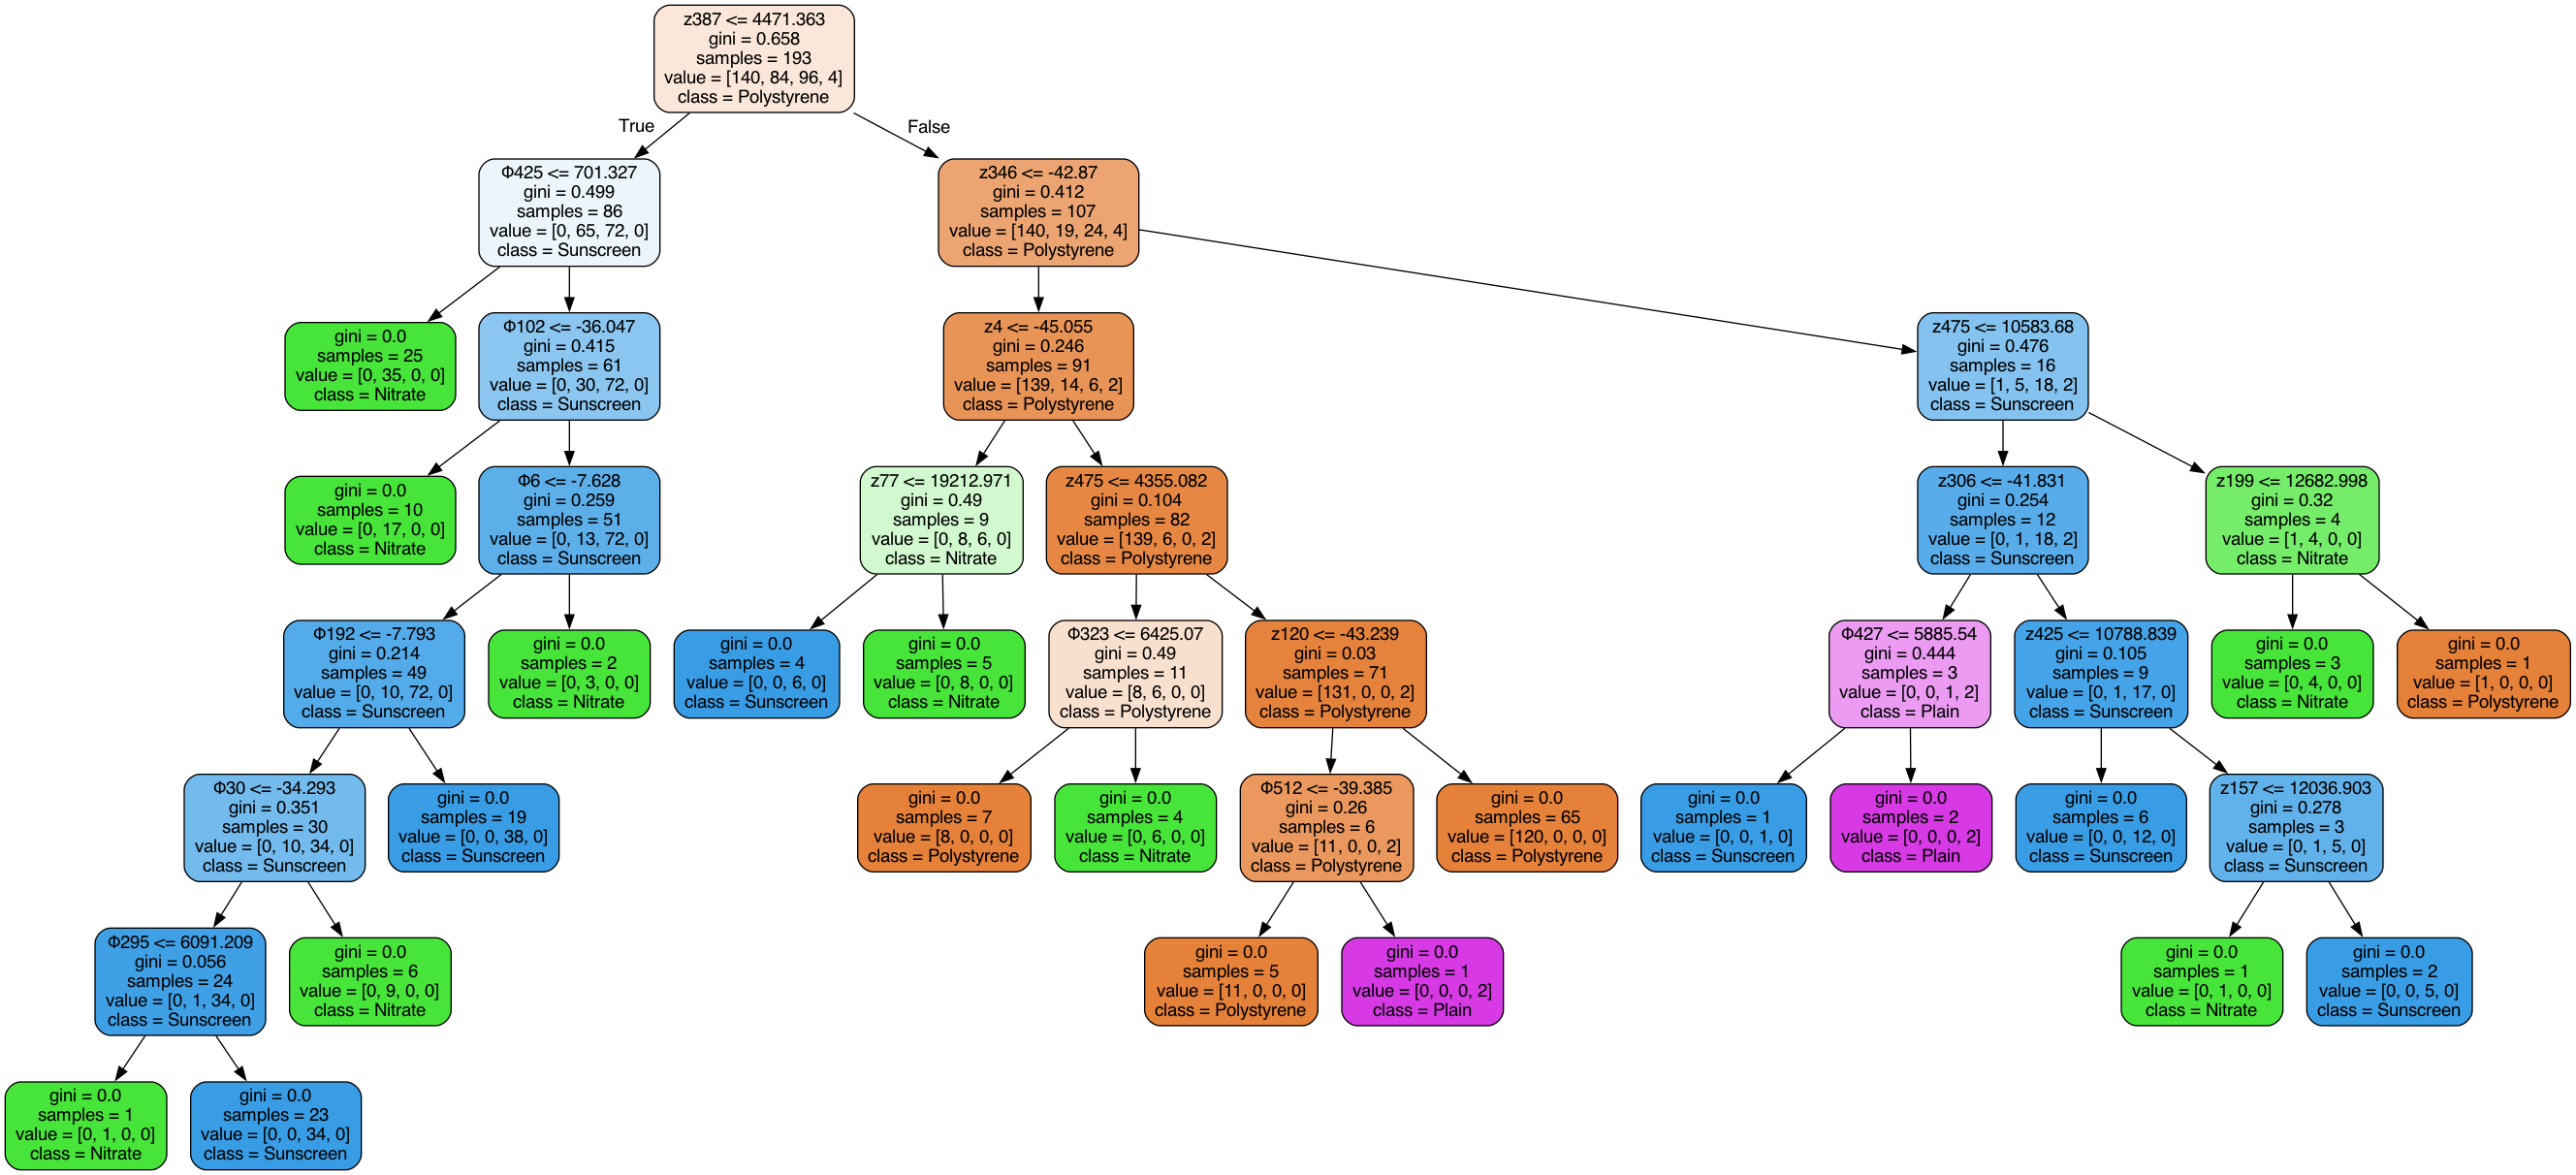 z387 <= 4471.363
gini = 0.658
samples = 193
value = [140, 84, 96, 4]
class = Polystyrene
True
False
Φ425 <= 701.327
gini = 0.499
samples = 86
value = [0, 65, 72, 0]
class = Sunscreen
z346 <= -42.87
gini = 0.412
samples = 107
value = [140, 19, 24, 4]
class = Polystyrene
gini = 0.0
samples = 25
value = [0, 35, 0, 0]
class = Nitrate
Φ102 <= -36.047
gini = 0.415
samples = 61
value = [0, 30, 72, 0]
class = Sunscreen
z4 <= -45.055
gini = 0.246
samples = 91
value = [139, 14, 6, 2]
class = Polystyrene
z475 <= 10583.68
gini = 0.476
samples = 16
value = [1, 5, 18, 2]
class = Sunscreen
gini = 0.0
samples = 10
value = [0, 17, 0, 0]
class = Nitrate
Φ6 <= -7.628
gini = 0.259
samples = 51
value = [0, 13, 72, 0]
class = Sunscreen
z77 <= 19212.971
gini = 0.49
samples = 9
value = [0, 8, 6, 0]
class = Nitrate
z475 <= 4355.082
gini = 0.104
samples = 82
value = [139, 6, 0, 2]
class = Polystyrene
z306 <= -41.831
gini = 0.254
samples = 12
value = [0, 1, 18, 2]
class = Sunscreen
z199 <= 12682.998
gini = 0.32
samples = 4
value = [1, 4, 0, 0]
class = Nitrate
Φ192 <= -7.793
gini = 0.214
samples = 49
value = [0, 10, 72, 0]
class = Sunscreen
gini = 0.0
samples = 2
value = [0, 3, 0, 0]
class = Nitrate
gini = 0.0
samples = 4
value = [0, 0, 6, 0]
class = Sunscreen
gini = 0.0
samples = 5
value = [0, 8, 0, 0]
class = Nitrate
Φ323 <= 6425.07
gini = 0.49
samples = 11
value = [8, 6, 0, 0]
class = Polystyrene
z120 <= -43.239
gini = 0.03
samples = 71
value = [131, 0, 0, 2]
class = Polystyrene
Φ427 <= 5885.54
gini = 0.444
samples = 3
value = [0, 0, 1, 2]
class = Plain
z425 <= 10788.839
gini = 0.105
samples = 9
value = [0, 1, 17, 0]
class = Sunscreen
gini = 0.0
samples = 3
value = [0, 4, 0, 0]
class = Nitrate
gini = 0.0
samples = 1
value = [1, 0, 0, 0]
class = Polystyrene
Φ30 <= -34.293
gini = 0.351
samples = 30
value = [0, 10, 34, 0]
class = Sunscreen
gini = 0.0
samples = 19
value = [0, 0, 38, 0]
class = Sunscreen
gini = 0.0
samples = 7
value = [8, 0, 0, 0]
class = Polystyrene
gini = 0.0
samples = 4
value = [0, 6, 0, 0]
class = Nitrate
Φ512 <= -39.385
gini = 0.26
samples = 6
value = [11, 0, 0, 2]
class = Polystyrene
gini = 0.0
samples = 65
value = [120, 0, 0, 0]
class = Polystyrene
gini = 0.0
samples = 1
value = [0, 0, 1, 0]
class = Sunscreen
gini = 0.0
samples = 2
value = [0, 0, 0, 2]
class = Plain
gini = 0.0
samples = 6
value = [0, 0, 12, 0]
class = Sunscreen
z157 <= 12036.903
gini = 0.278
samples = 3
value = [0, 1, 5, 0]
class = Sunscreen
Φ295 <= 6091.209
gini = 0.056
samples = 24
value = [0, 1, 34, 0]
class = Sunscreen
gini = 0.0
samples = 6
value = [0, 9, 0, 0]
class = Nitrate
gini = 0.0
samples = 5
value = [11, 0, 0, 0]
class = Polystyrene
gini = 0.0
samples = 1
value = [0, 0, 0, 2]
class = Plain
gini = 0.0
samples = 1
value = [0, 1, 0, 0]
class = Nitrate
gini = 0.0
samples = 2
value = [0, 0, 5, 0]
class = Sunscreen
gini = 0.0
samples = 1
value = [0, 1, 0, 0]
class = Nitrate
gini = 0.0
samples = 23
value = [0, 0, 34, 0]
class = Sunscreen